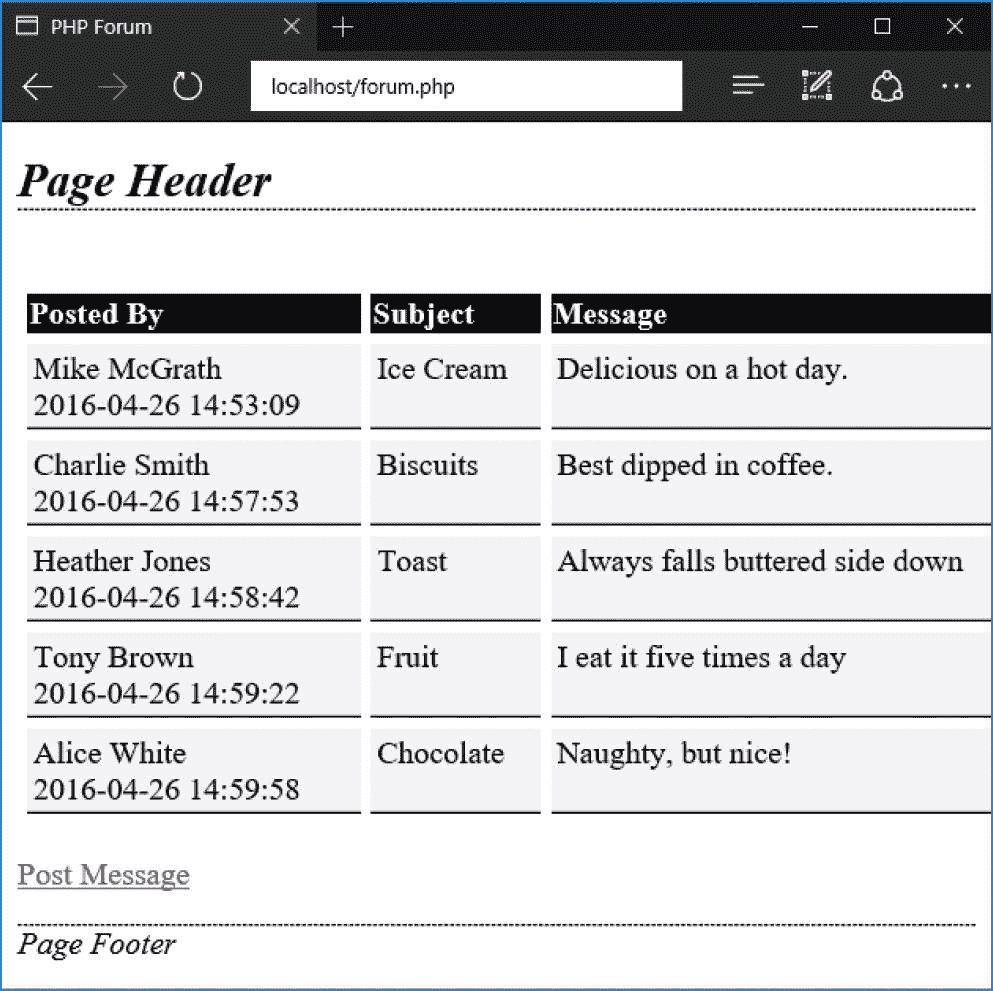 PHP Forum
localhost/forum.php
Page Header
Posted By Subject Message
Mike McGrath Ice Cream Delicious on a hot day.
2016-04-26 14:53:09
Charlie Smith Biscuits Best dipped in coffee.
2016-04-26 14:57:53
Heather Jones Toast Always falls buttered side down
2016-04-26 14:58:42
Tony Brown Fruit I eat it five times a day
2016-04-26 14:59:22
Alice White Chocolate Naughty, but nice!
2016-04-26 14:59:58
Post Message
Page Footer